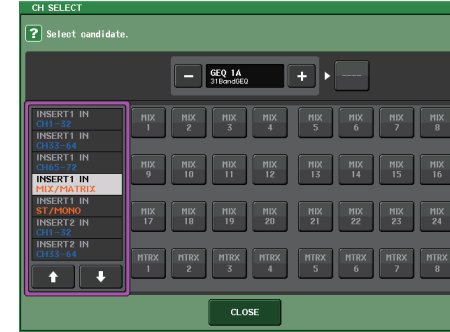 CH SELECT
? Select candidate.
− GEQ 1A +
31BandGEQ
INSERT1 IN
CH1-32
INSERT1 IN
CH33-64
INSERT1 IN
CH65-72
INSERT1 IN
MIX/MATRIX
INSERT1 IN
ST/MONO
INSERT2 IN
CH1-32
INSERT2 IN
CH33-64
MIX 1 MIX 2 MIX 3 MIX 4 MIX 5 MIX 6 MIX 7 MIX 8
MIX 9 MIX 10 MIX 11 MIX 12 MIX 13 MIX 14 MIX 15 MIX 16
MIX 17 MIX 18 MIX 19 MIX 20 MIX 21 MIX 22 MIX 23 MIX 24
MTRX 1 MTRX 2 MTRX 3 MTRX 4 MTRX 5 MTRX 6 MTRX 7 MTRX 8
CLOSE